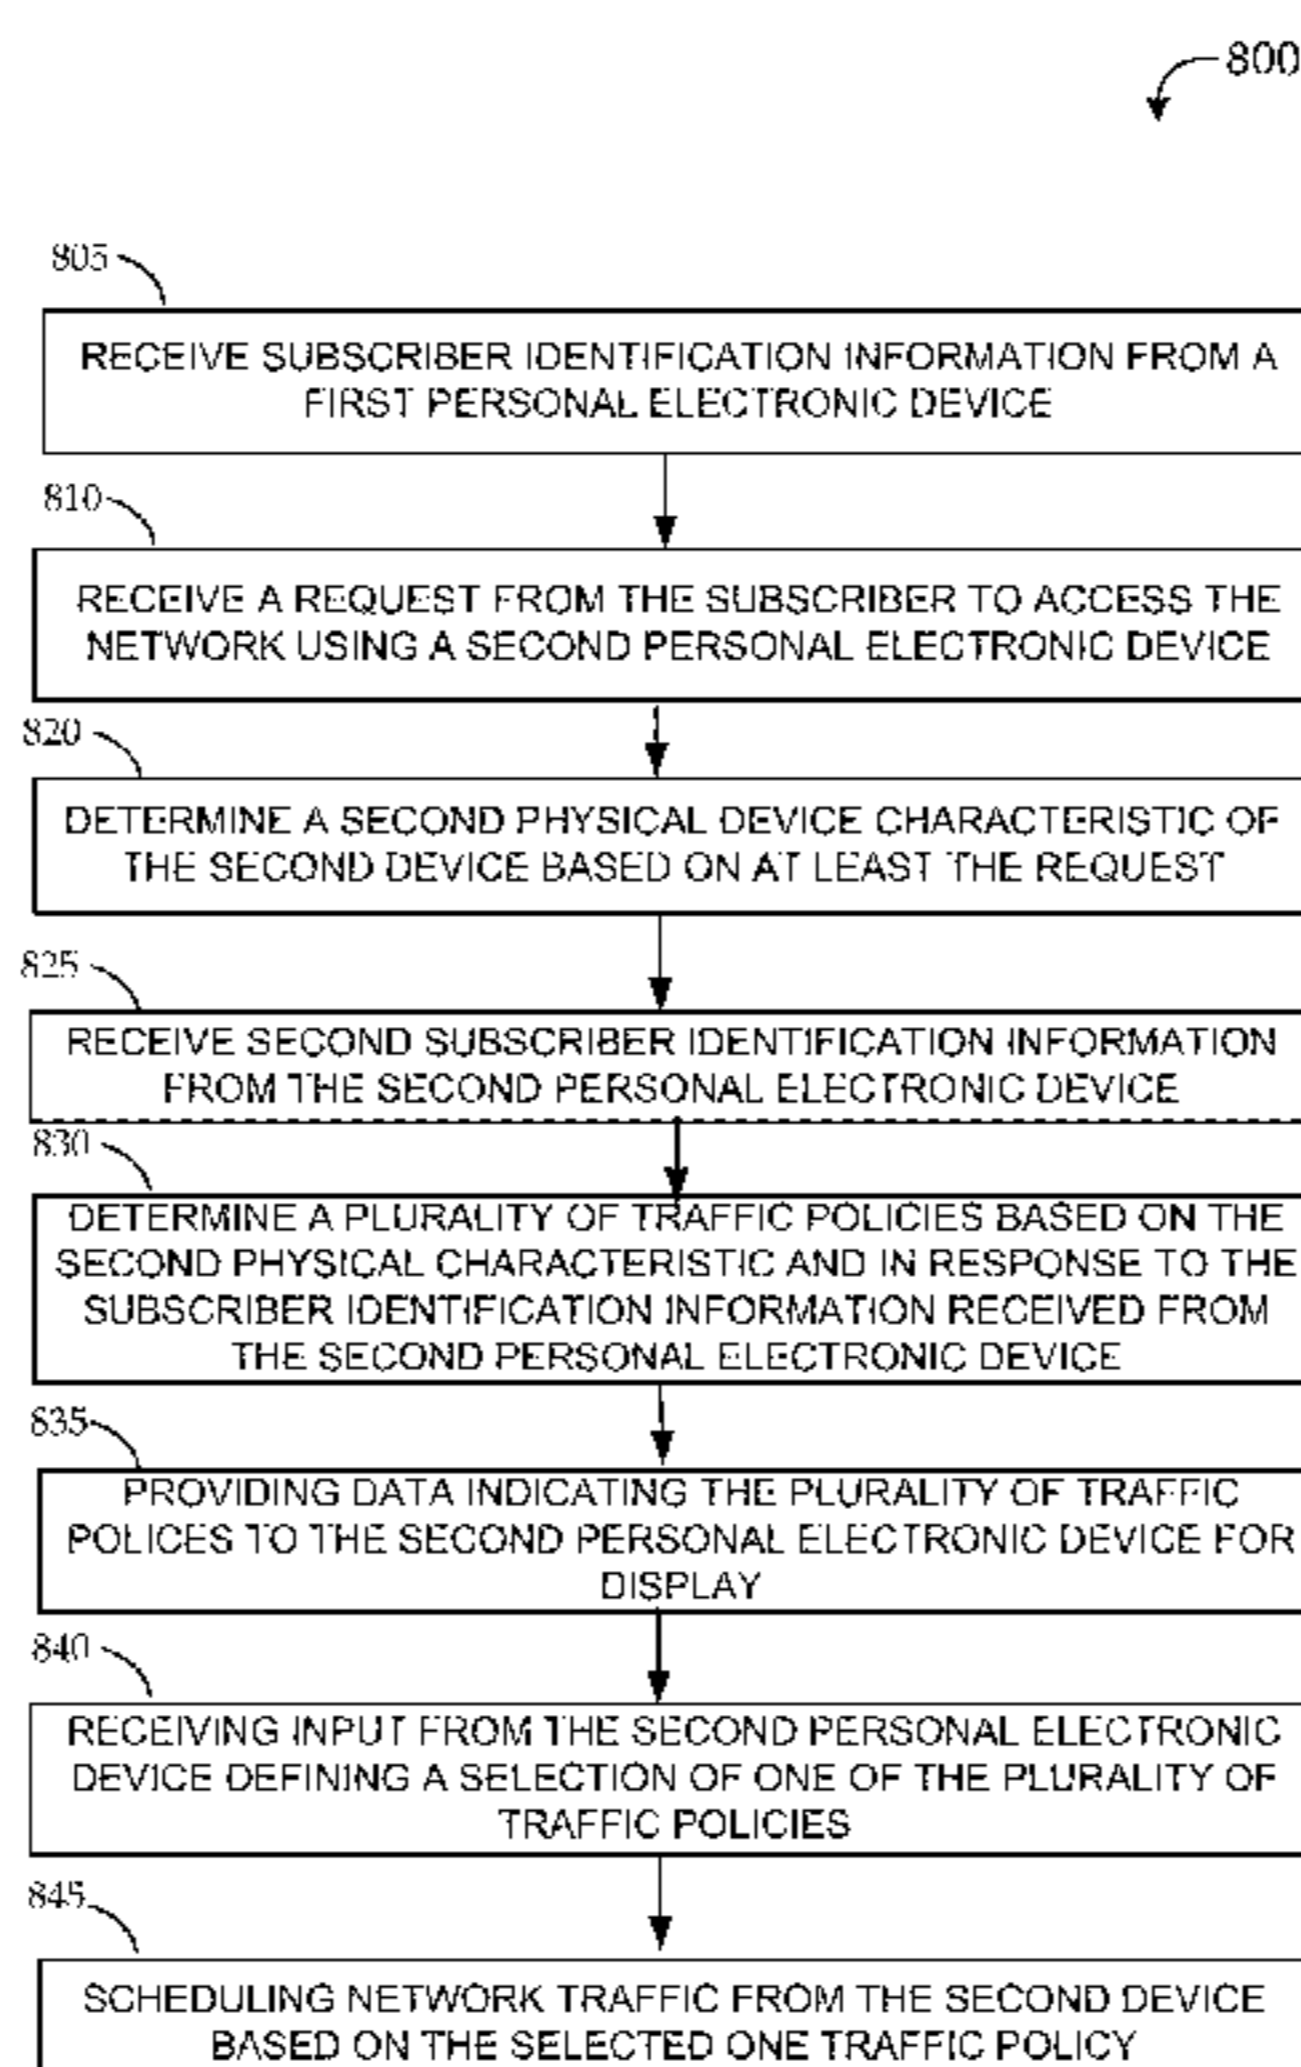 800
805
RECEIVE SUBSCRIBER IDENTIFICATION INFORMATION FROM A
FIRST PERSONAL ELECTRONIC DEVICE
810
RECEIVE A REQUEST FROM THE SUBSCRIBER TO ACCESS THE
NETWORK USING A SECOND PERSONAL ELECTRONIC DEVICE
820
DETERMINE A SECOND PHYSICAL DEVICE CHARACTERISTIC OF
THE SECOND DEVICE BASED ON AT LEAST THE REQUEST
825
RECEIVE SECOND SUBSCRIBER IDENTIFICATION INFORMATION
FROM THE SECOND PERSONAL ELECTRONIC DEVICE
830
DETERMINE A PLURALITY OF TRAFFIC POLICIES BASED ON THE
SECOND PHYSICAL CHARACTERISTIC AND IN RESPONSE TO THE
SUBSCRIBER IDENTIFICATION INFORMATION RECEIVED FROM
THE SECOND PERSONAL ELECTRONIC DEVICE
835
PROVIDING DATA INDICATING THE PLURALITY OF TRAFFIC
POLICES TO THE SECOND PERSONAL ELECTRONIC DEVICE FOR
DISPLAY
840
RECEIVING INPUT FROM THE SECOND PERSONAL ELECTRONIC
DEVICE DEFINING A SELECTION OF ONE OF THE PLURALITY OF
TRAFFIC POLICIES
845
SCHEDULING NETWORK TRAFFIC FROM THE SECOND DEVICE
BASED ON THE SELECTED ONE TRAFFIC POLICY